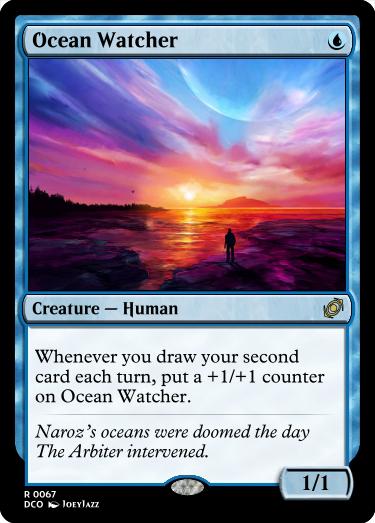 Ocean Watcher
Creature — Human
Whenever you draw your second
card each turn, put a +1/+1 counter
on Ocean Watcher.
Naroz's oceans were doomed the day
The Arbiter intervened.
1/1
R 0067
DCO JoeyJazz